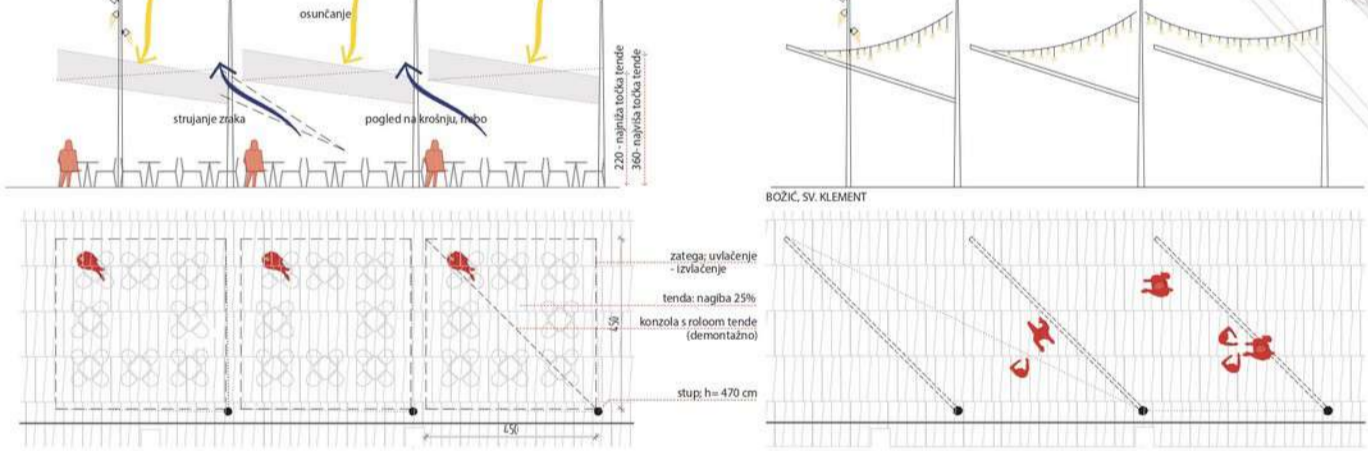 osunčanje
strujanje zraka
pogled na krošnju, nebo
220 - najniža točka tende
360- najviša točka tende
BOŽIĆ, SV. KLEMENT
zatega; uvlačenje
- izvlačenje
tenda: nagiba 25%
konzola s roloom tende
(demontažno)
450
stup; h= 470 cm
450